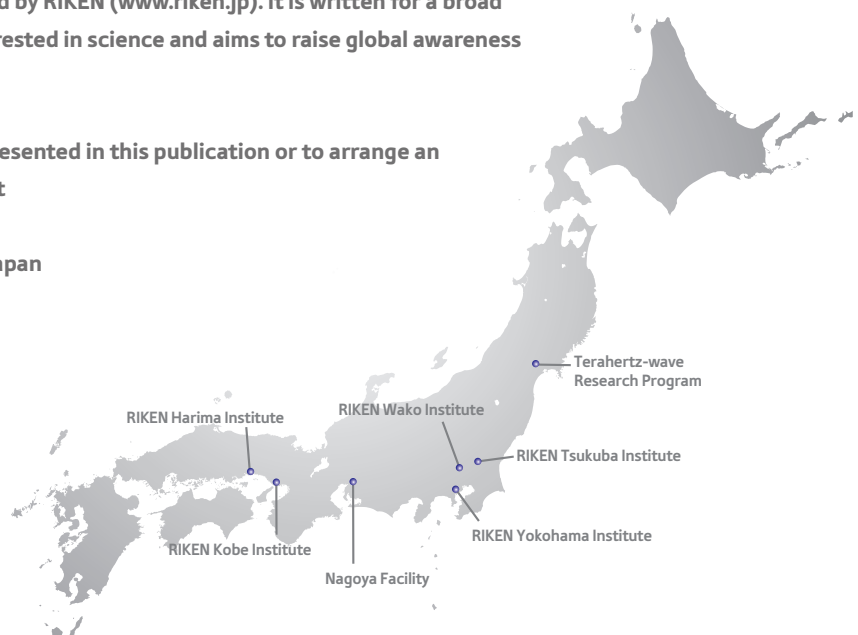 d by RIKEN (www.riken.jp). It is written for a broad
rested in science and aims to raise global awareness
esented in this publication or to arrange an
t
apan
Terahertz-wave
Research Program
RIKEN Harima Institute
RIKEN Wako Institute
RIKEN Tsukuba Institute
RIKEN Yokohama Institute
RIKEN Kobe Institute
Nagoya Facility